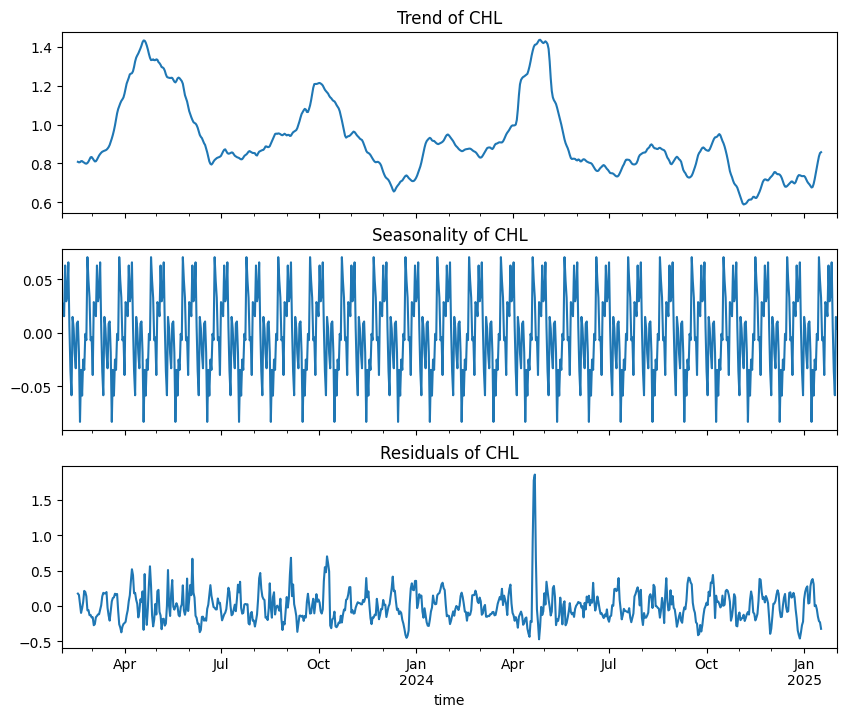 Trend of CHL
1.4
1.2
1.0
0.8
0.6
Seasonality of CHL
0.05
0.00
−0.05
Residuals of CHL
1.5
1.0
0.5
0.0
−0.5
Apr Jul Oct Jan Apr Jul Oct Jan
2024 2025
time